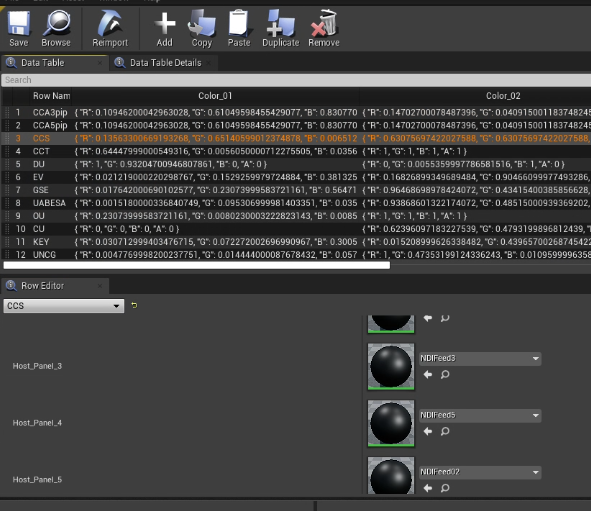 Save Browse Reimport Add Copy Paste Duplicate Remove
Data Table Data Table Details
Search
Row Nam Color_01 Color_02
1 CCA3pip {"R": 0.10946200042963028, "G": 0.61049598455429077, "B": 0.830770 {"R": 0.14702700078487396, "G": 0.040915001183748245
2 CCA5pip {"R": 0.10946200042963028, "G": 0.61049598455429077, "B": 0.830770 {"R": 0.14702700078487396, "G": 0.04091500118374824
3 CCS {"R": 0.13563300669193268, "G": 0.65140599012374878, "B": 0.006512 {"R": 0.63075697422027588, "G": 0.63075697422027588,
4 CCT {"R": 0.64447999000549316, "G": 0.0056050000712275505, "B": 0.0356 {"R": 1, "G": 1, "B": 1, "A": 1 }
5 DU {"R": 1, "G": 0.93204700946807861, "B": 0, "A": 0 } {"R": 0, "G": 0.0055359997786581516, "B": 1, "A": 0 }
6 EV {"R": 0.021219000220298767, "G": 0.1529259979724884, "B": 0.381325 {"R": 0.16826899349689484, "G": 0.90466099977493286,
7 GSE {"R": 0.017642000690102577, "G": 0.23073999583721161, "B": 0.56471 {"R": 0.96468698978424072, "G": 0.43415400385856628,
8 UABESA {"R": 0.0015180000336840749, "G": 0.095306999981403351, "B": 0.035 {"R": 0.93868601322174072, "G": 0.48515000939369202,
9 OU {"R": 0.23073999583721161, "G": 0.0080230003222823143, "B": 0.0085 {"R": 1, "G": 1, "B": 1, "A": 1 }
10 CU {"R": 0, "G": 0, "B": 0, "A": 0 } {"R": 0.62396097183227539, "G": 0.4793199896812439,
11 KEY {"R": 0.030712999403476715, "G": 0.072272002696990967, "B": 0.3005 {"R": 0.015208999626338482, "G": 0.43965700268745422
12 UNCG {"R": 0.0047769998200237751, "G": 0.014444000087678432, "B": 0.057 {"R": 1, "G": 0.47353199124336243, "B": 0.0109599996358
Row Editor
CCS
Host_Panel_3 NDIFeed3
Host_Panel_4 NDIFeed5
Host_Panel_5 NDIFeed02